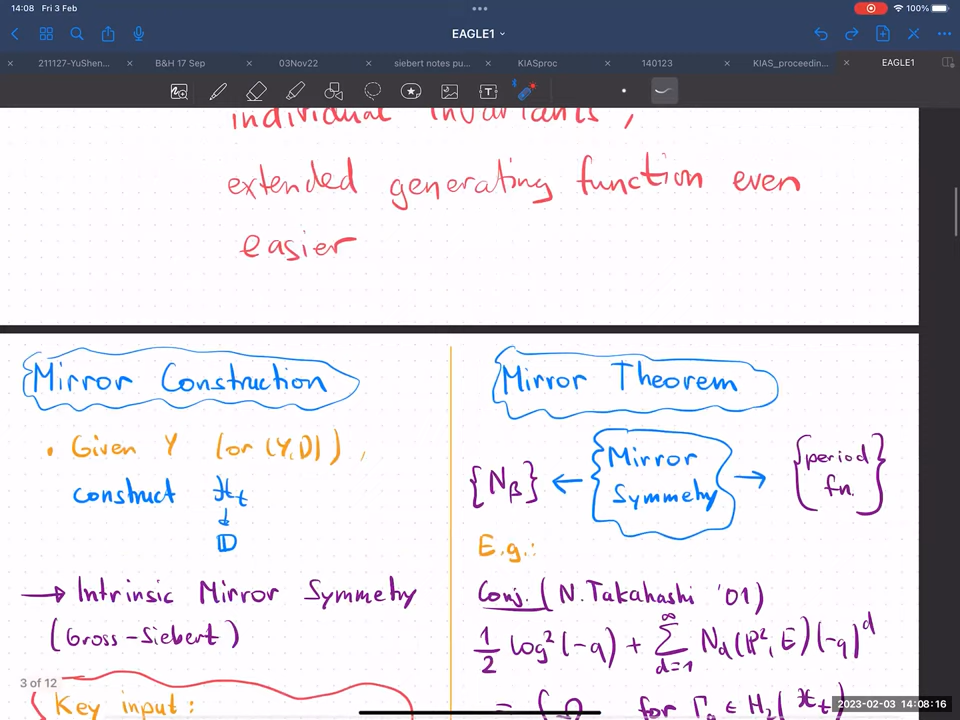 14:08 Fri 3 Feb
100%
EAGLE1
211127-YuShen...
B&H 17 Sep
03Nov22
siebert notes pu...
KIASproc
140123
KIAS_proceedin...
EAGLE1
individual invariants,
extended generating function even
easier
Mirror Construction
• Given Y (or (Y,D)),
construct 𝔛t
↓
𝔻
→ Intrinsic Mirror Symmetry
(Gross-Siebert)
Key input:
Mirror Theorem
{Nβ} ← Mirror Symmetry → {period fn.}
E.g.:
Conj. (N.Takahashi '01)
1/2 log²(-q) + ∑_{d=1}^{∞} N_d(P², E)(-q)^d
= ∫ Ω for Γ ∈ H₂(𝔛t)
3 of 12
2023-02-03 14:08:16